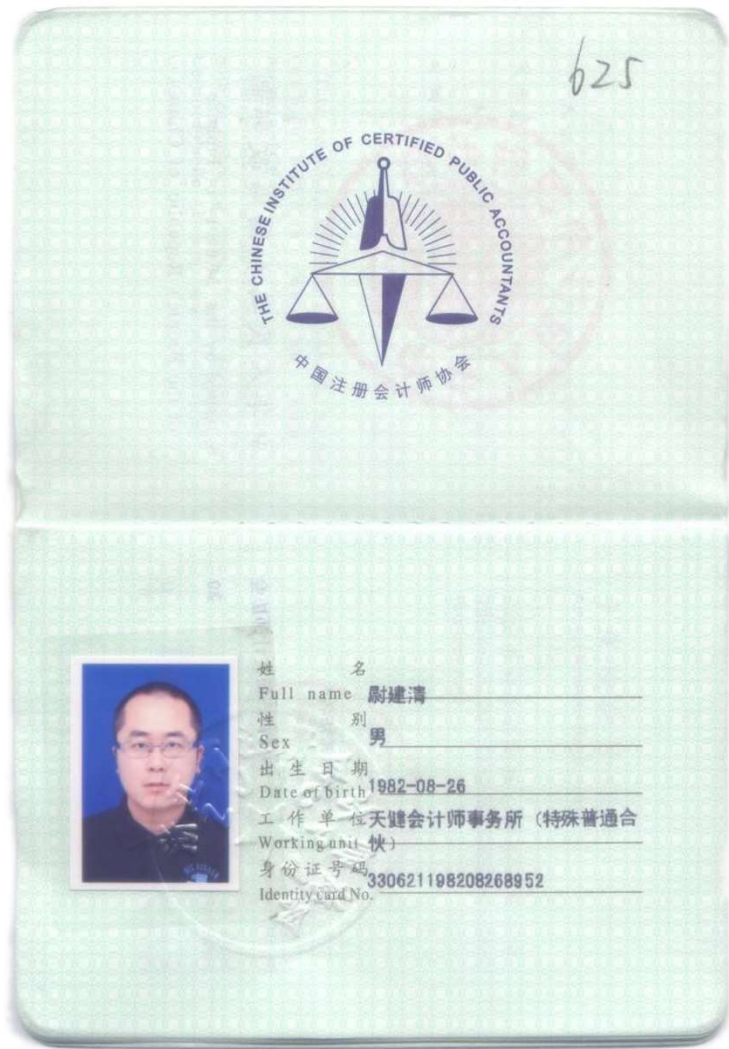 625
THE CHINESE INSTITUTE OF CERTIFIED PUBLIC ACCOUNTANTS
中国注册会计师协会
姓 名
Full name 尉建清
性 别
Sex 男
出生日期
Date of birth 1982-08-26
工作单位 天健会计师事务所（特殊普通合
Working unit 伙）
身份证号码
Identity card No. 330621198208268952